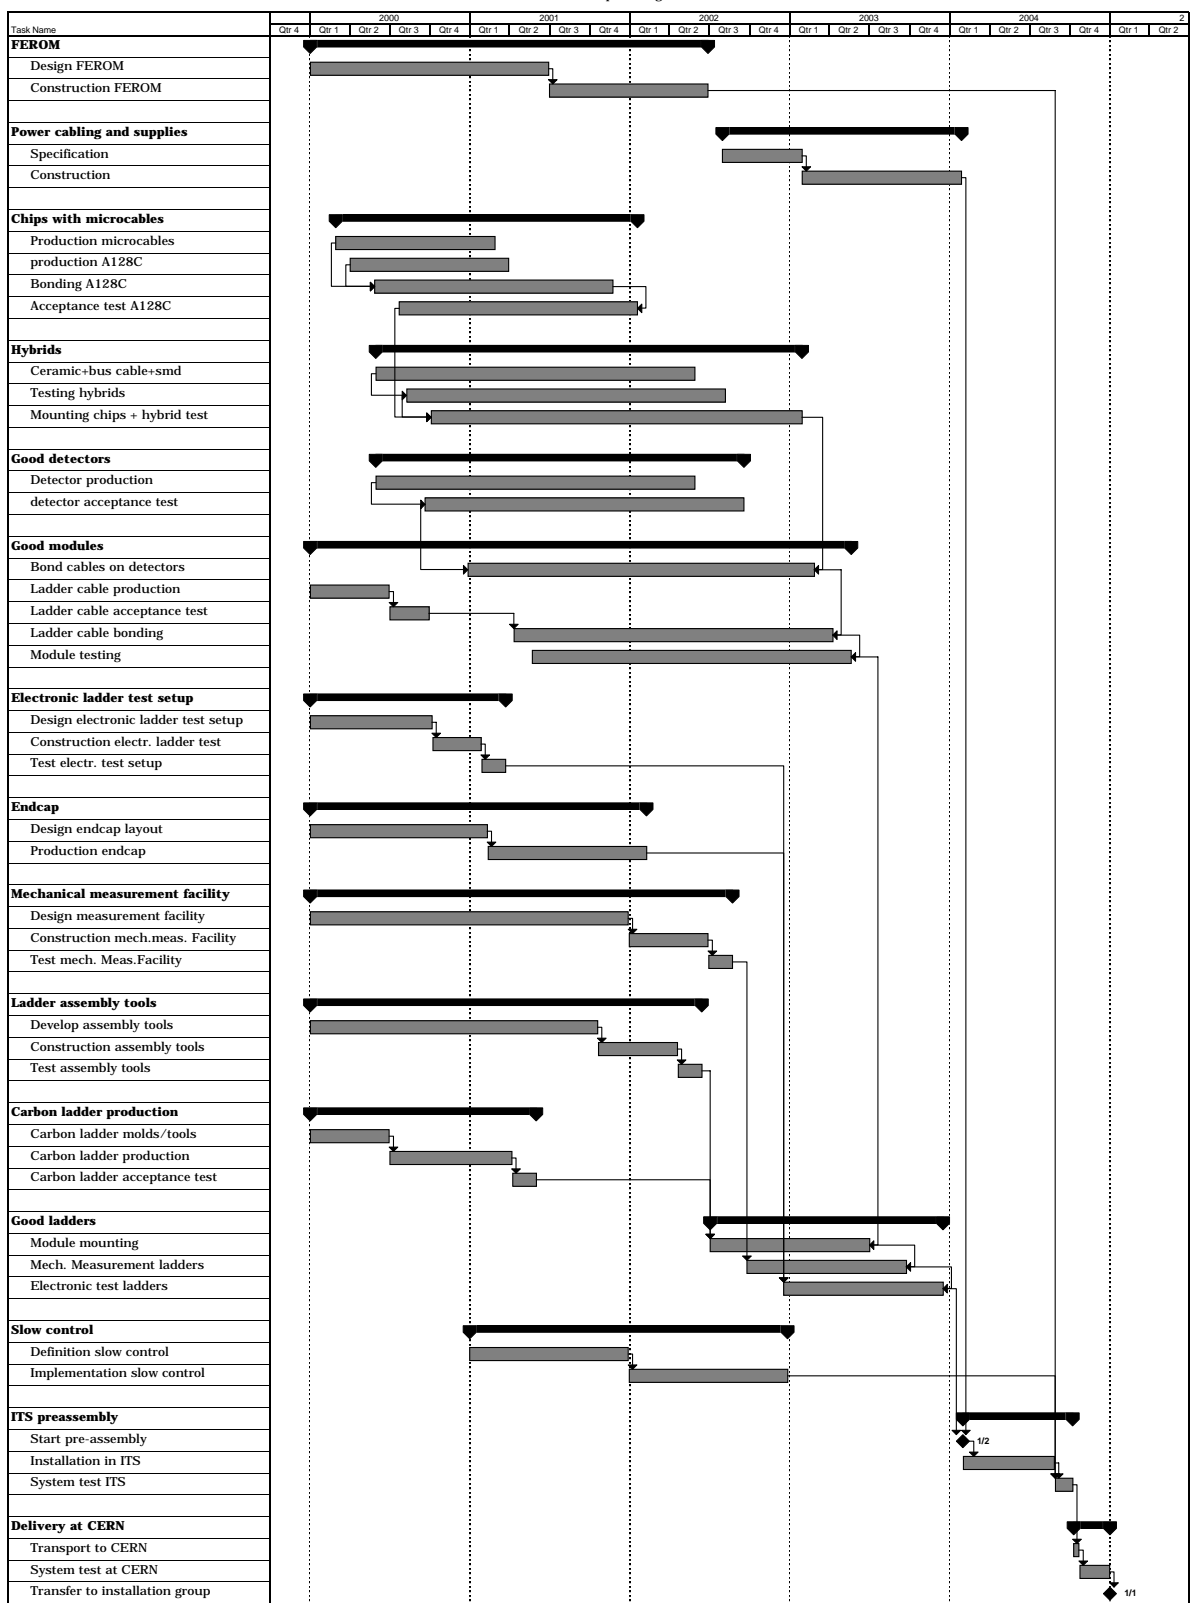 2000 2001 2002 2003 2004 2
Task Name Qtr 4 Qtr 1 Qtr 2 Qtr 3 Qtr 4 Qtr 1 Qtr 2 Qtr 3 Qtr 4 Qtr 1 Qtr 2 Qtr 3 Qtr 4 Qtr 1 Qtr 2 Qtr 3 Qtr 4 Qtr 1 Qtr 2 Qtr 3 Qtr 4 Qtr 1 Qtr 2
FEROM
Design FEROM
Construction FEROM
Power cabling and supplies
Specification
Construction
Chips with microcables
Production microcables
production A128C
Bonding A128C
Acceptance test A128C
Hybrids
Ceramic+bus cable+smd
Testing hybrids
Mounting chips + hybrid test
Good detectors
Detector production
detector acceptance test
Good modules
Bond cables on detectors
Ladder cable production
Ladder cable acceptance test
Ladder cable bonding
Module testing
Electronic ladder test setup
Design electronic ladder test setup
Construction electr. ladder test
Test electr. test setup
Endcap
Design endcap layout
Production endcap
Mechanical measurement facility
Design measurement facility
Construction mech.meas. Facility
Test mech. Meas.Facility
Ladder assembly tools
Develop assembly tools
Construction assembly tools
Test assembly tools
Carbon ladder production
Carbon ladder molds/tools
Carbon ladder production
Carbon ladder acceptance test
Good ladders
Module mounting
Mech. Measurement ladders
Electronic test ladders
Slow control
Definition slow control
Implementation slow control
ITS preassembly
Start pre-assembly 1/2
Installation in ITS
System test ITS
Delivery at CERN
Transport to CERN
System test at CERN
Transfer to installation group 1/1